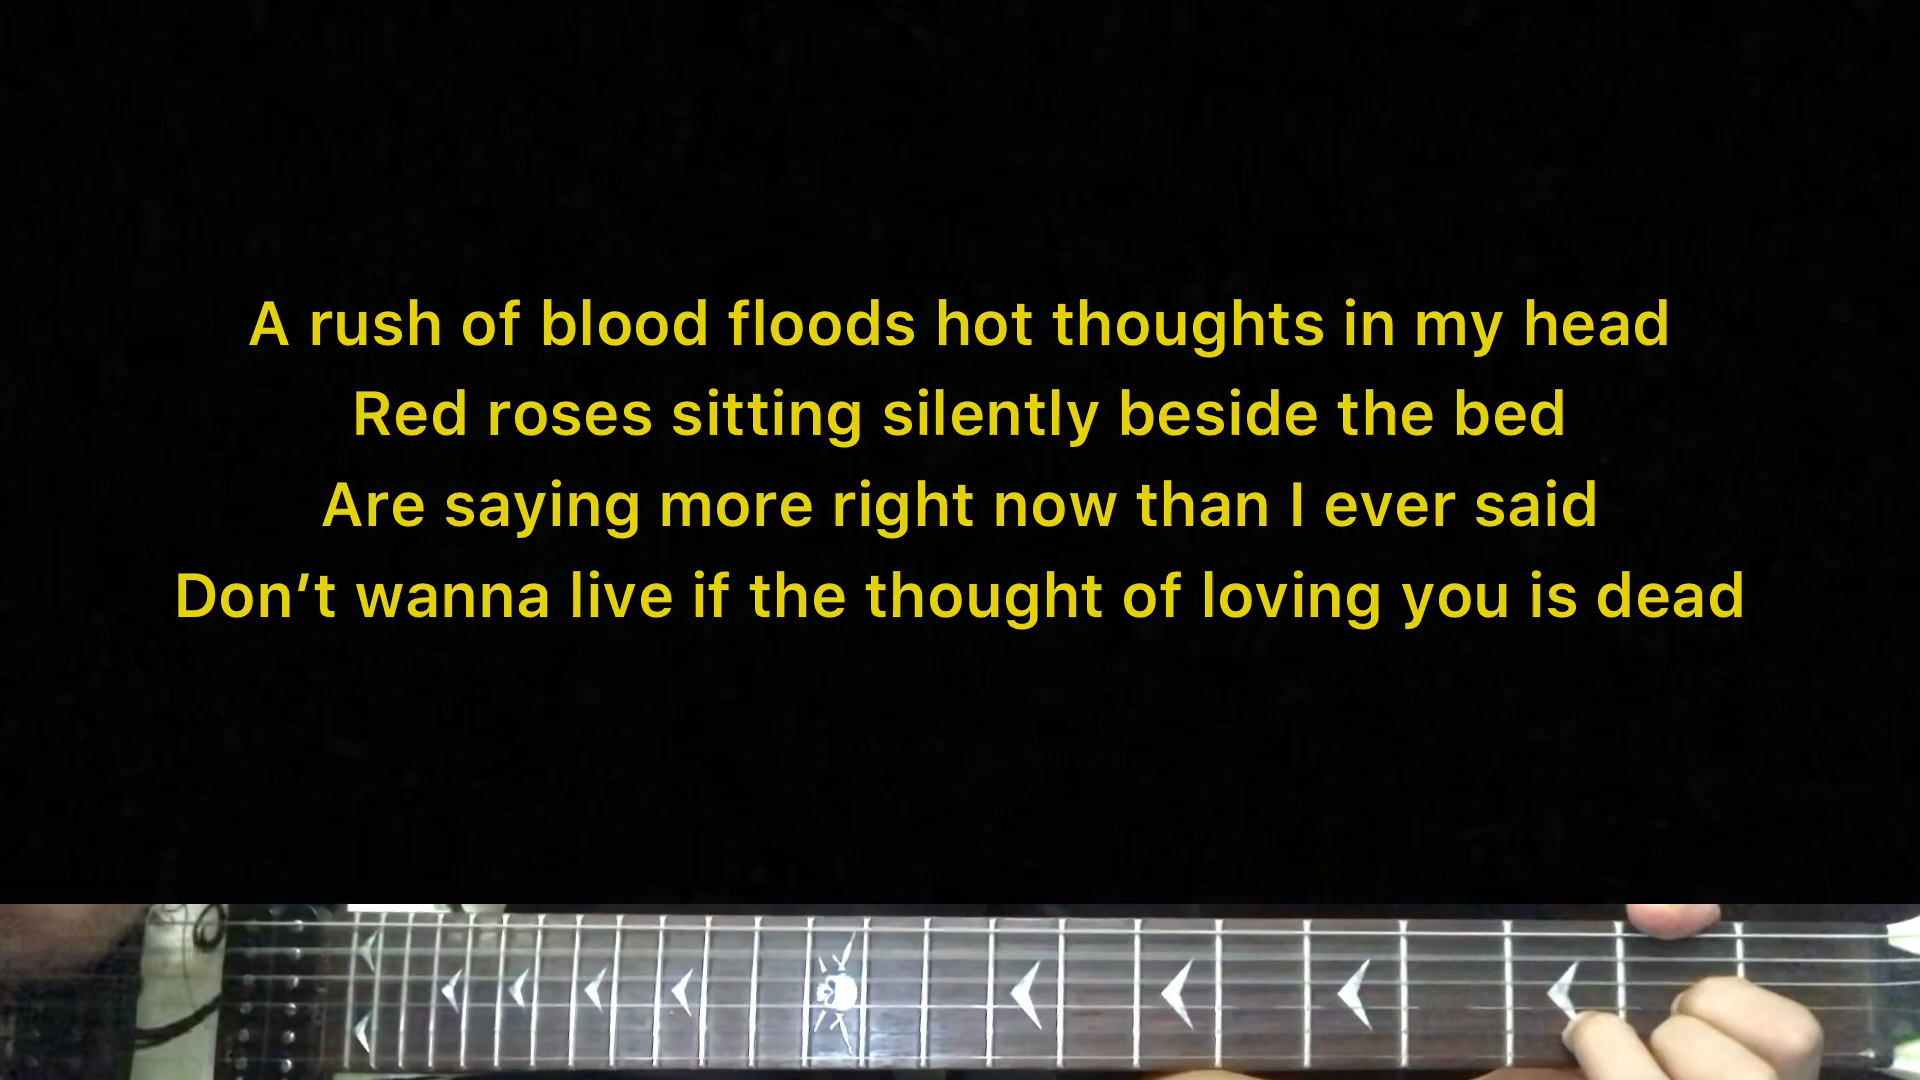 A rush of blood floods hot thoughts in my head
Red roses sitting silently beside the bed
Are saying more right now than I ever said
Don’t wanna live if the thought of loving you is dead